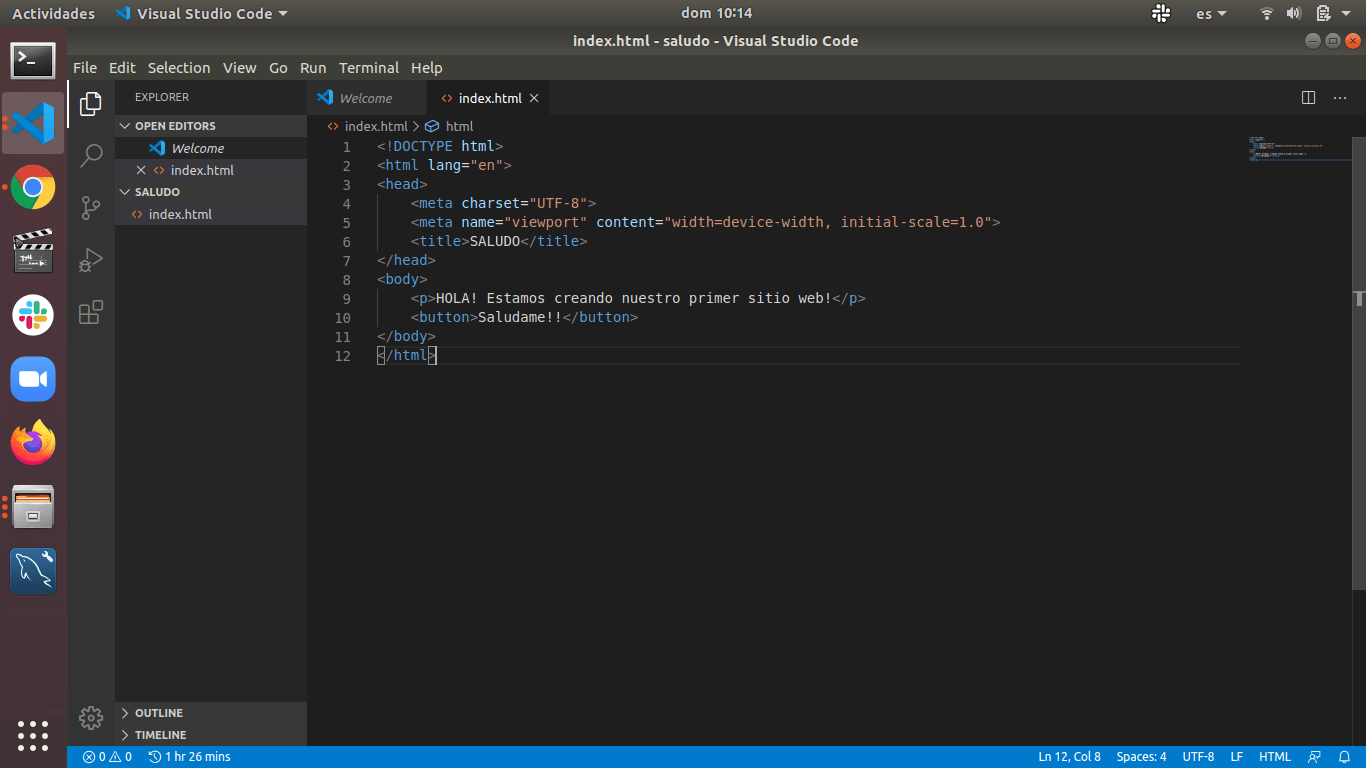 Actividades Visual Studio Code dom 10:14 es
index.html - saludo - Visual Studio Code
File Edit Selection View Go Run Terminal Help
EXPLORER
Welcome index.html
OPEN EDITORS
Welcome
index.html
SALUDO
index.html
index.html > html
1 <!DOCTYPE html>
2 <html lang="en">
3 <head>
4     <meta charset="UTF-8">
5     <meta name="viewport" content="width=device-width, initial-scale=1.0">
6     <title>SALUDO</title>
7 </head>
8 <body>
9     <p>HOLA! Estamos creando nuestro primer sitio web!</p>
10     <button>Saludame!!</button>
11 </body>
12 </html>
OUTLINE
TIMELINE
0 0 1 hr 26 mins Ln 12, Col 8 Spaces: 4 UTF-8 LF HTML